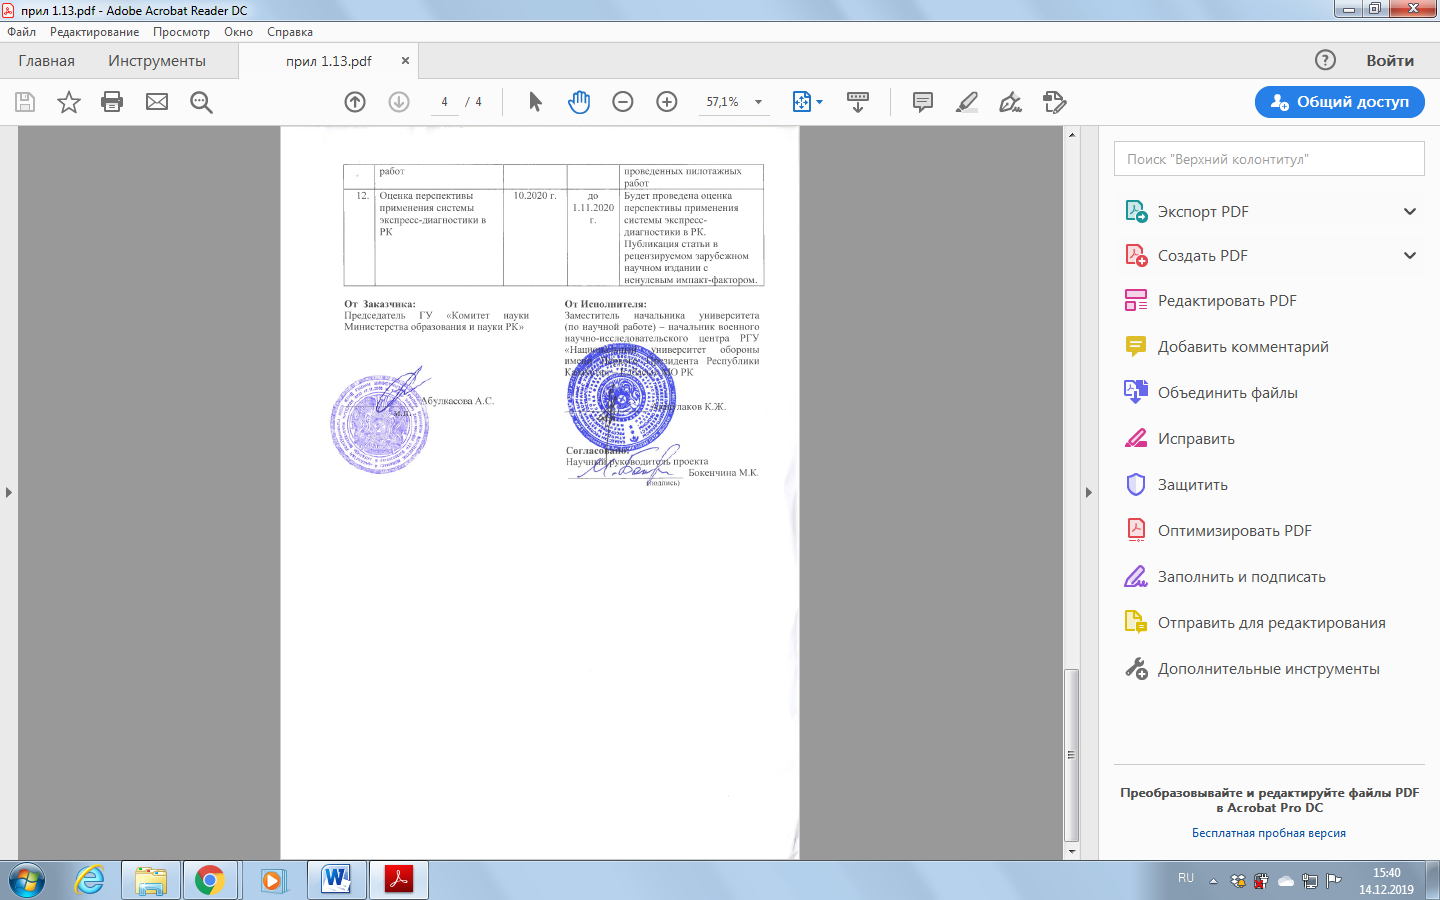 прил 1.13.pdf - Adobe Acrobat Reader DC
Файл Редактирование Просмотр Окно Справка
Главная Инструменты прил 1.13.pdf × Войти
4 / 4 57,1% Общий доступ
работ
проведенных пилотажных
работ
12. Оценка перспективы
применения системы
экспресс-диагностики в
РК
10.2020 г.
до
1.11.2020
г.
Будет проведена оценка
перспективы применения
системы экспресс-
диагностики в РК.
Публикация статьи в
рецензируемом зарубежном
научном издании с
ненулевым импакт-фактором.
От Заказчика:
Председатель ГУ «Комитет науки
Министерства образования и науки РК»
Абулкасова А.С.
м.п.
От Исполнителя:
Заместитель начальника университета
(по научной работе) – начальник военного
научно-исследовательского центра РГУ
«Национальный университет обороны
имени Первого Президента Республики
МО РК
К.Ж.
Согласовано:
Научный руководитель проекта
Бокенчина М.К.
(подпись)
Поиск "Верхний колонтитул"
Экспорт PDF
Создать PDF
Редактировать PDF
Добавить комментарий
Объединить файлы
Исправить
Защитить
Оптимизировать PDF
Заполнить и подписать
Отправить для редактирования
Дополнительные инструменты
Преобразовывайте и редактируйте файлы PDF
в Acrobat Pro DC
Бесплатная пробная версия
RU
15:40
14.12.2019